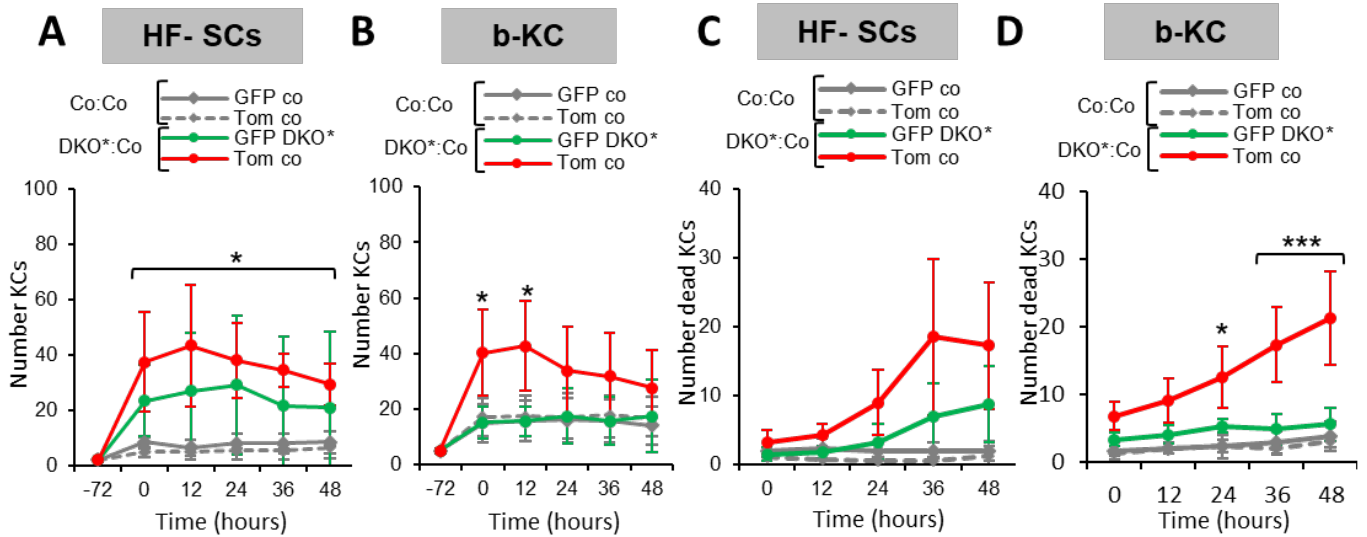 A HF- SCs
Co:Co
GFP co
Tom co
DKO*:Co
GFP DKO*
Tom co
Number KCs
100
80
60
40
20
0
*
-72 0 12 24 36 48
Time (hours)
B b-KC
Co:Co
GFP co
Tom co
DKO*:Co
GFP DKO*
Tom co
Number KCs
100
80
60
40
20
0
* *
-72 0 12 24 36 48
Time (hours)
C HF- SCs
Co:Co
GFP co
Tom co
DKO*:Co
GFP DKO*
Tom co
Number dead KCs
40
30
20
10
0
0 12 24 36 48
Time (hours)
D b-KC
Co:Co
GFP co
Tom co
DKO*:Co
GFP DKO*
Tom co
Number dead KCs
40
30
20
10
0
* ***
0 12 24 36 48
Time (hours)